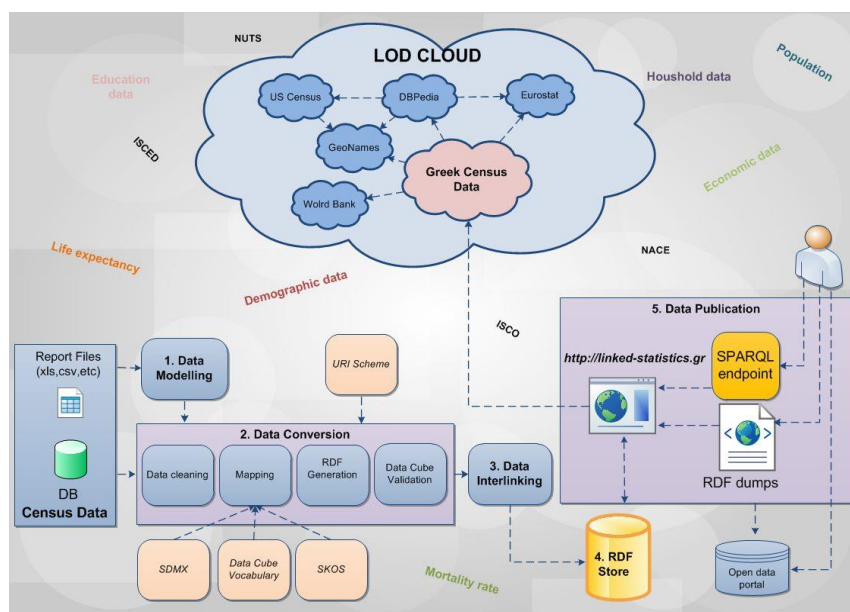 NUTS
LOD CLOUD
Education
data
US Census
DBPedia
Eurostat
Houshold data
Population
ISCED
GeoNames
Greek Census
Data
Wolrd Bank
Economic data
Life expectancy
Demographic data
NACE
ISCO
Report Files
(xls,csv,etc)
DB
Census Data
1. Data
Modelling
URI Scheme
2. Data Conversion
Data cleaning
Mapping
RDF
Generation
Data Cube
Validation
3. Data
Interlinking
SDMX
Data Cube
Vocabulary
SKOS
Mortality rate
4. RDF
Store
5. Data Publication
http://linked-statistics.gr
SPARQL
endpoint
RDF dumps
Open data
portal